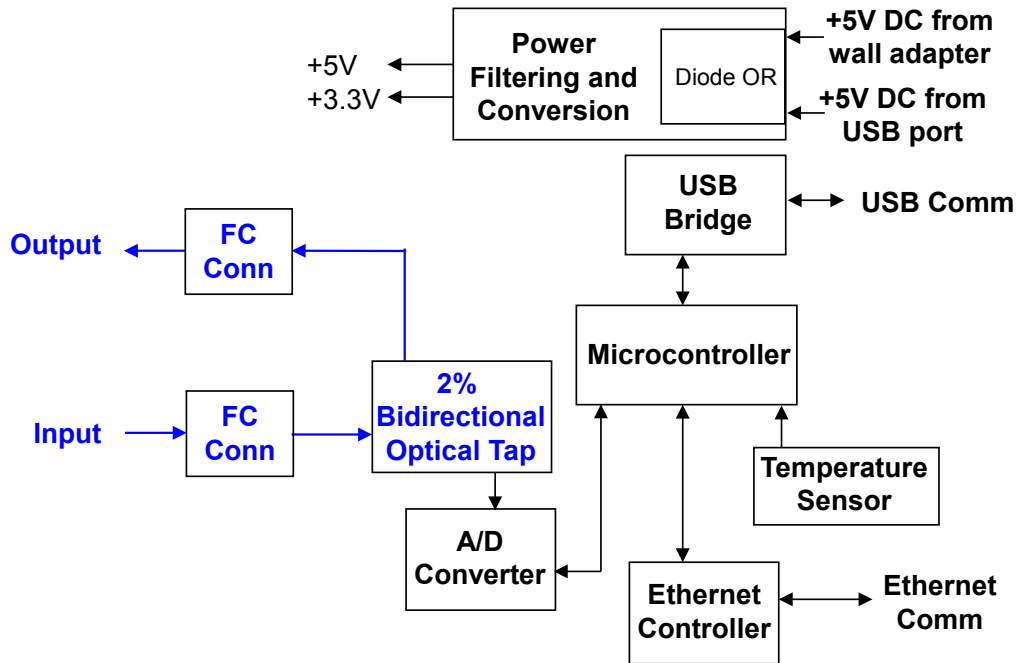 Power
Filtering and
Conversion
Diode OR
+5V DC from
wall adapter
+5V DC from
USB port
+5V
+3.3V
USB
Bridge
USB Comm
Output
FC
Conn
Microcontroller
2%
Bidirectional
Optical Tap
Input
FC
Conn
Temperature
Sensor
A/D
Converter
Ethernet
Controller
Ethernet
Comm